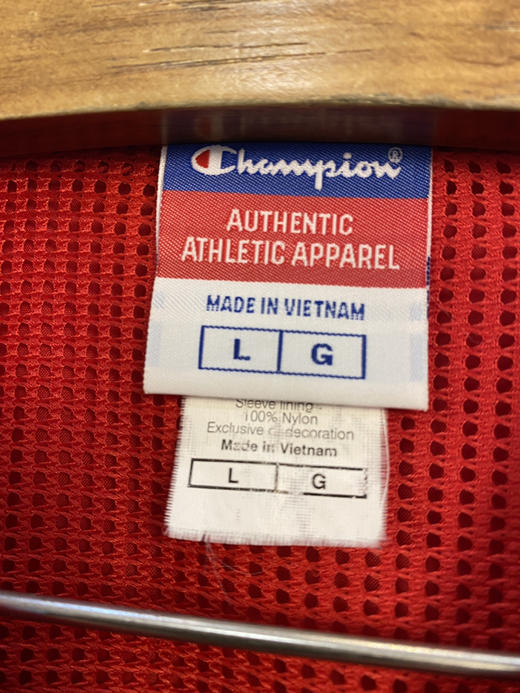 Champion®
AUTHENTIC
ATHLETIC APPAREL
MADE IN VIETNAM
L G
Sleeve lining
100% Nylon
Exclusive of decoration
Made in Vietnam
L G